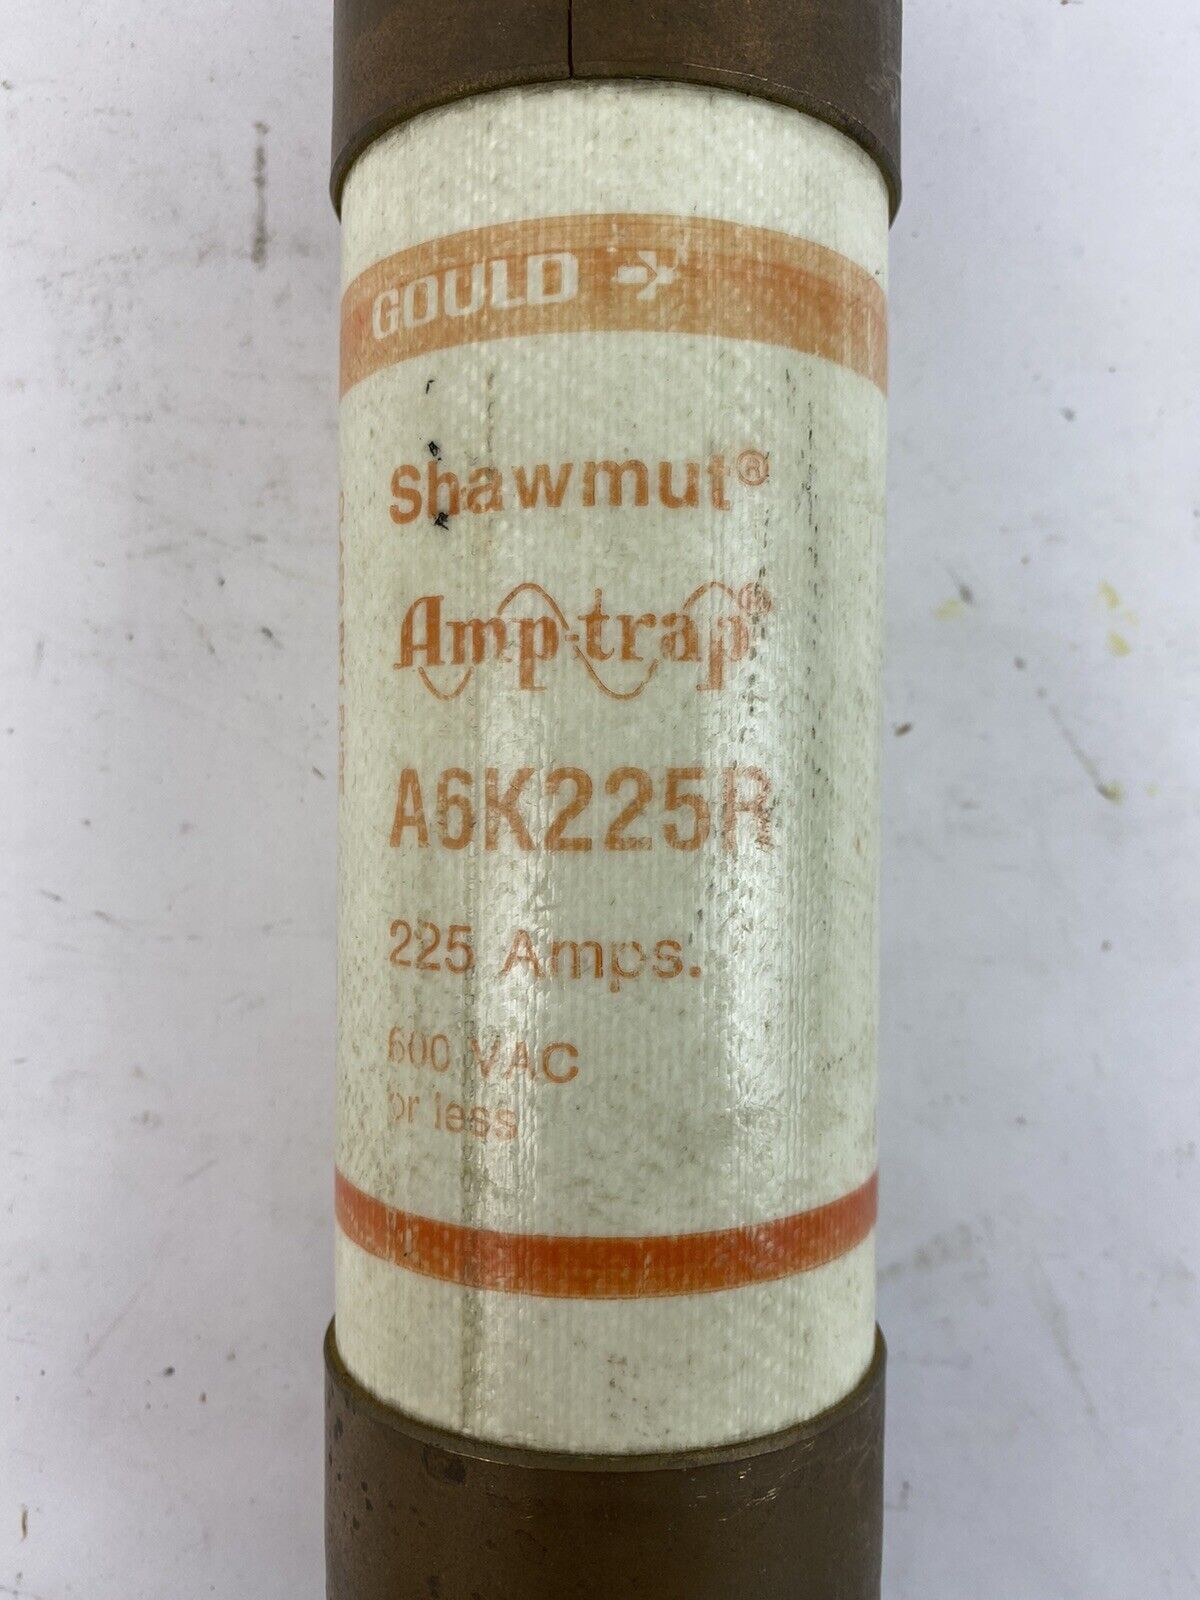 GOULD
Shawmut®
Amp-trap®
A6K225R
225 Amps.
600 VAC
or less